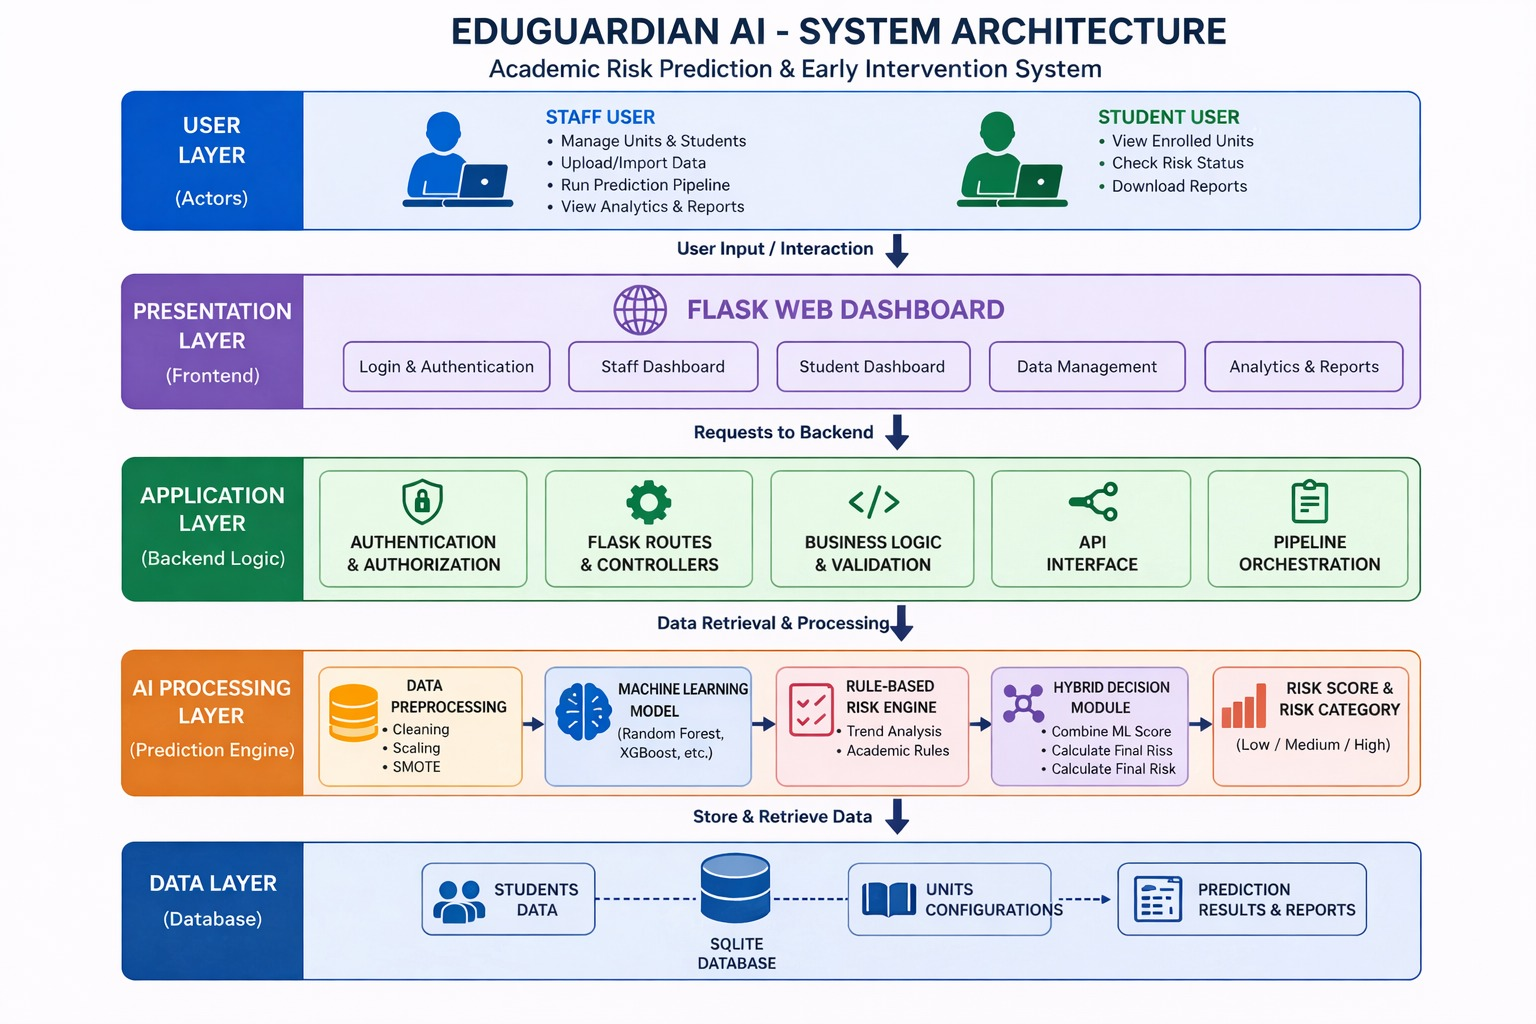 EDUGUARDIAN AI - SYSTEM ARCHITECTURE
Academic Risk Prediction & Early Intervention System
USER
LAYER
(Actors)
STAFF USER
• Manage Units & Students
• Upload/Import Data
• Run Prediction Pipeline
• View Analytics & Reports
STUDENT USER
• View Enrolled Units
• Check Risk Status
• Download Reports
User Input / Interaction
PRESENTATION
LAYER
(Frontend)
FLASK WEB DASHBOARD
Login & Authentication
Staff Dashboard
Student Dashboard
Data Management
Analytics & Reports
Requests to Backend
APPLICATION
LAYER
(Backend Logic)
AUTHENTICATION
& AUTHORIZATION
FLASK ROUTES
& CONTROLLERS
BUSINESS LOGIC
& VALIDATION
API
INTERFACE
PIPELINE
ORCHESTRATION
Data Retrieval & Processing
AI PROCESSING
LAYER
(Prediction Engine)
DATA
PREPROCESSING
• Cleaning
• Scaling
• SMOTE
MACHINE LEARNING
MODEL
(Random Forest,
XGBoost, etc.)
RULE-BASED
RISK ENGINE
• Trend Analysis
• Academic Rules
HYBRID DECISION
MODULE
• Combine ML Score
• Calculate Final Riss
• Calculate Final Risk
RISK SCORE &
RISK CATEGORY
(Low / Medium / High)
Store & Retrieve Data
DATA LAYER
(Database)
STUDENTS
DATA
SQLITE
DATABASE
UNITS
CONFIGURATIONS
PREDICTION
RESULTS & REPORTS